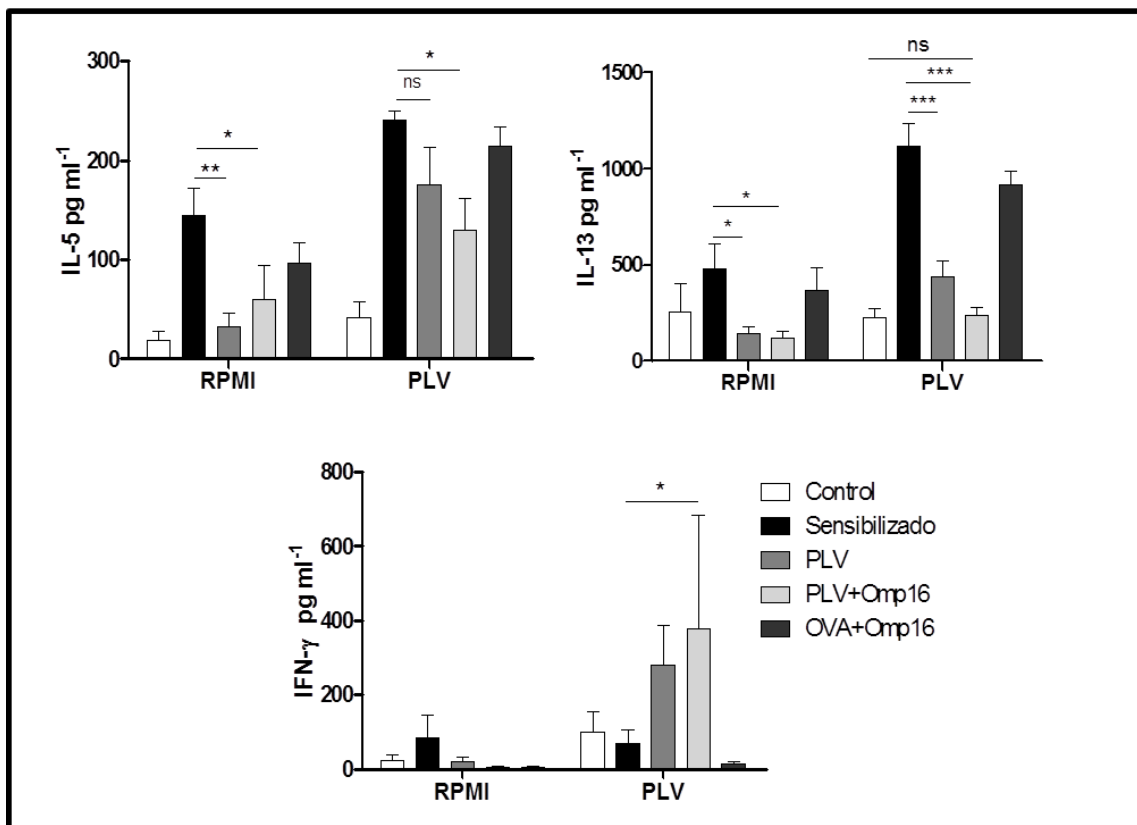 300
200
100
0
IL-5 pg ml-1
*
**
*
ns
RPMI
PLV
1500
1000
500
0
IL-13 pg ml-1
*
*
ns
***
***
RPMI
PLV
800
600
400
200
0
IFN-γ pg ml-1
*
RPMI
PLV
Control
Sensibilizado
PLV
PLV+Omp16
OVA+Omp16